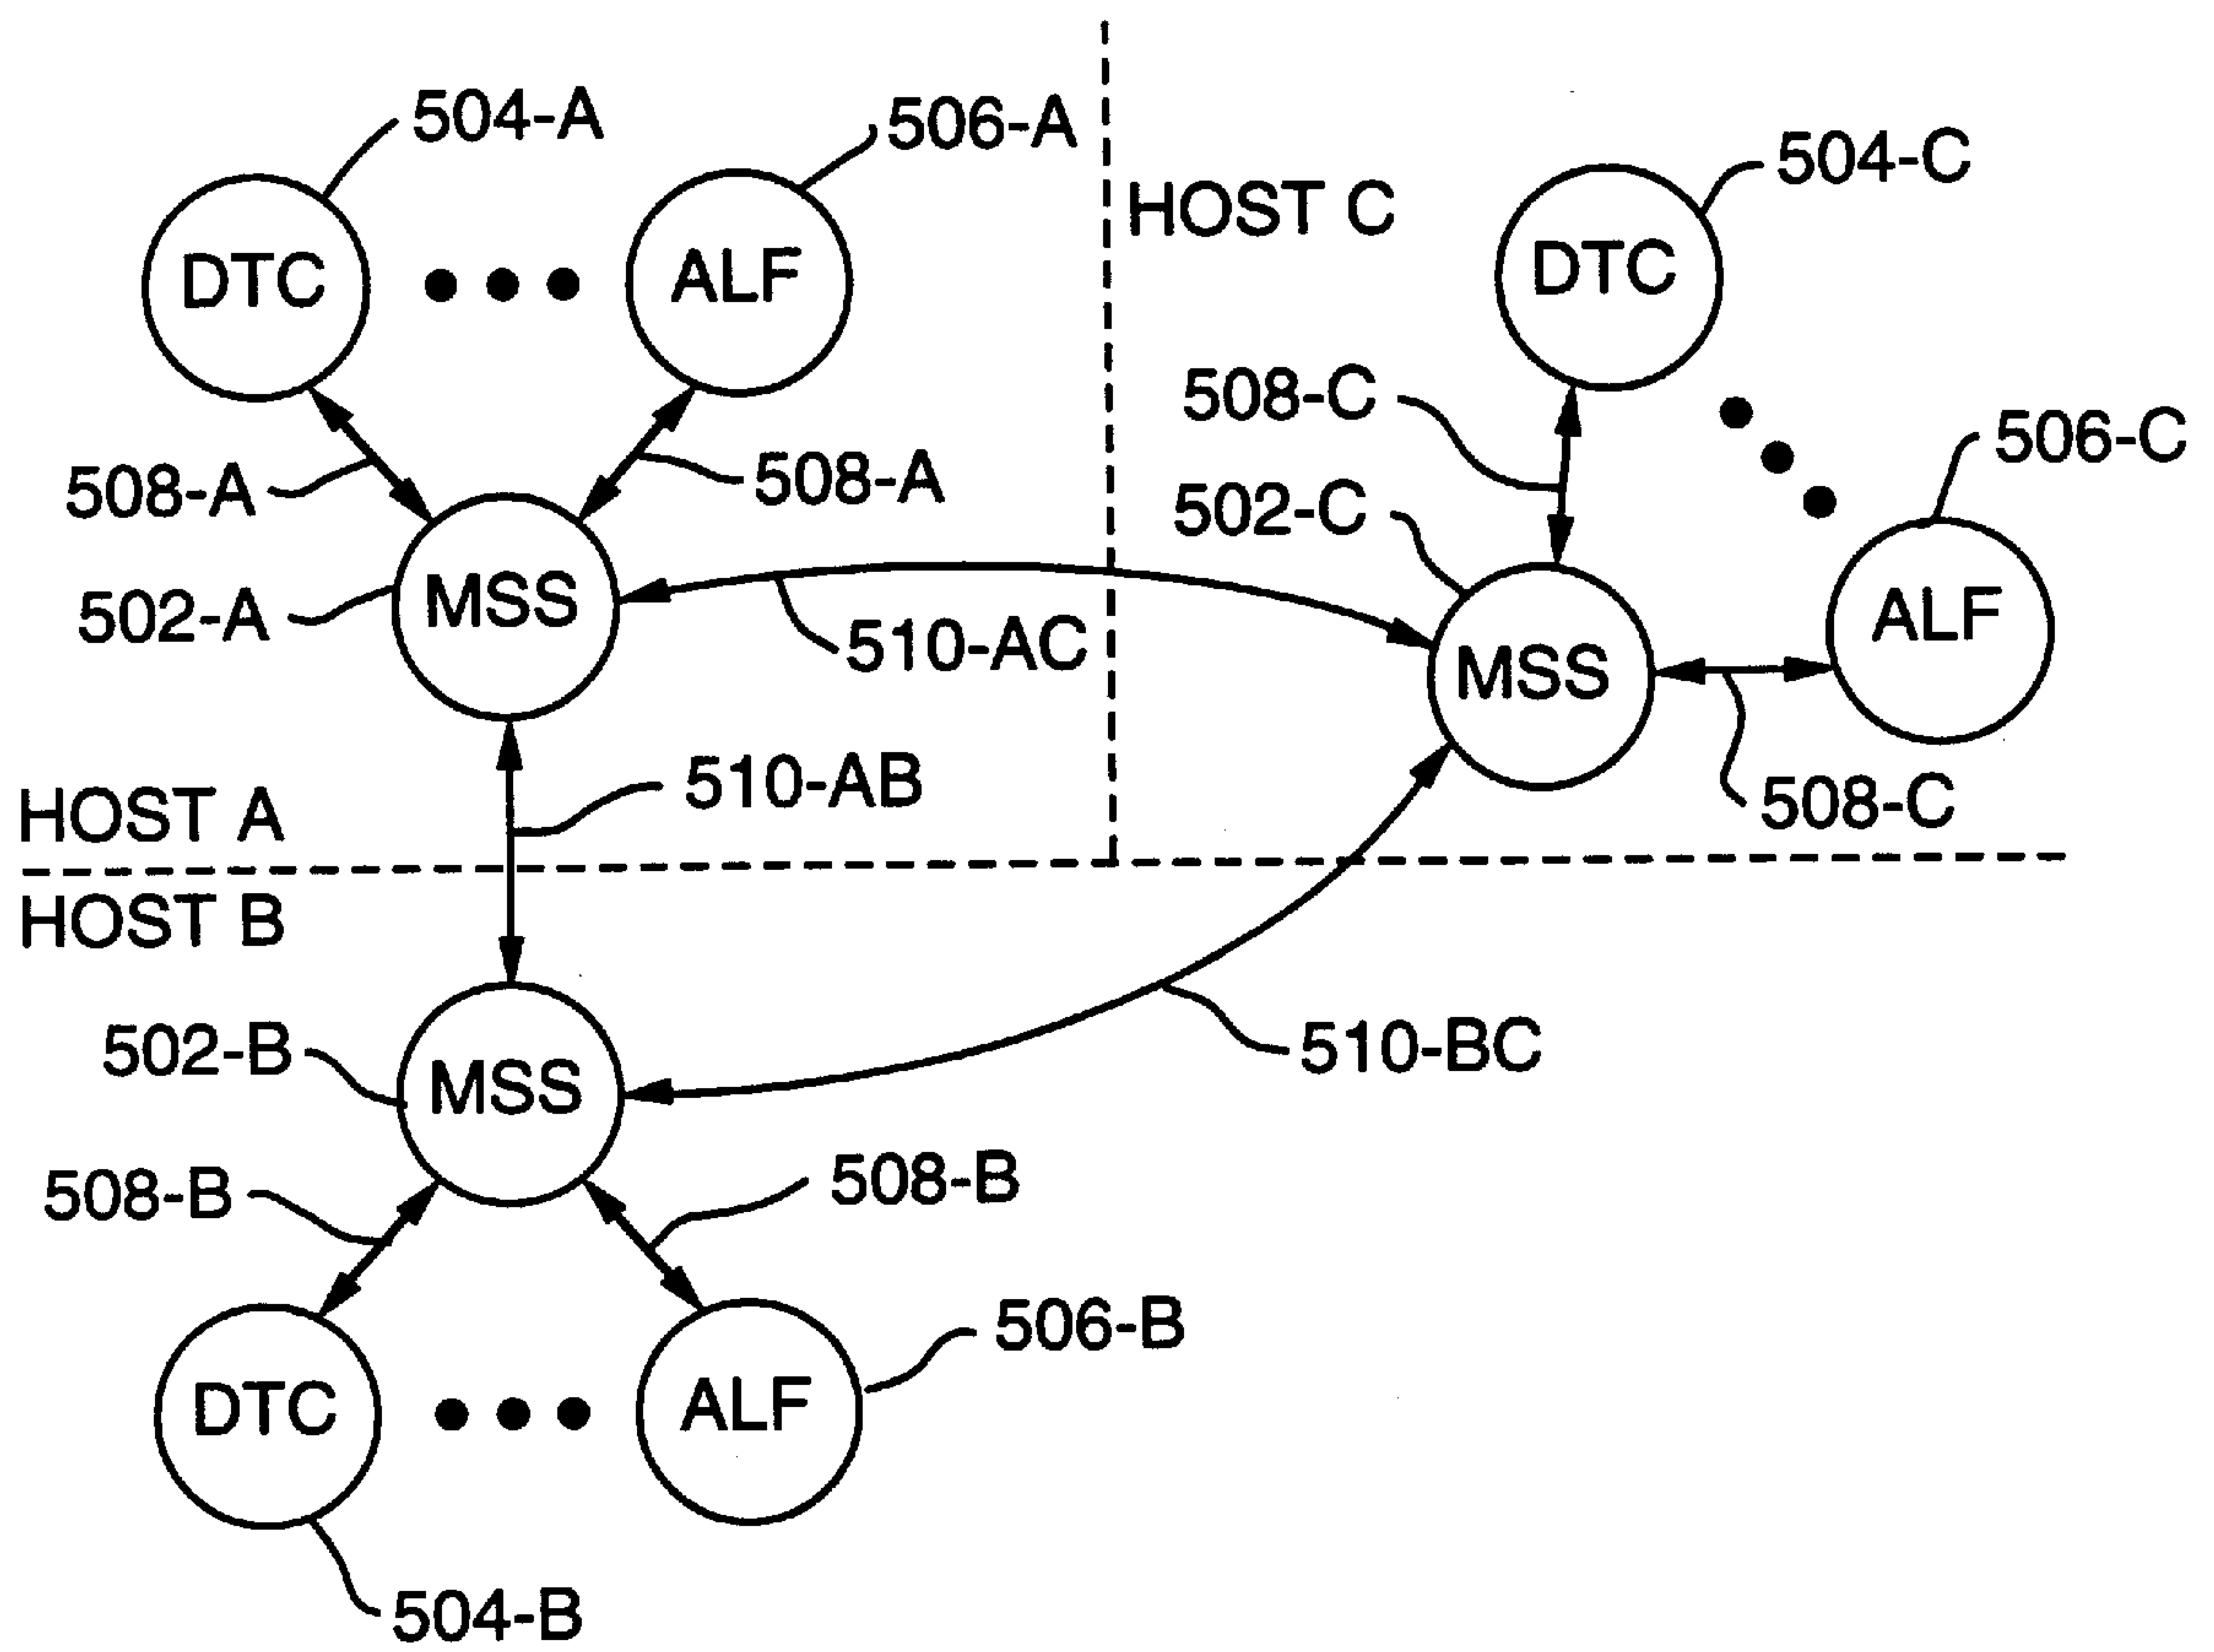 504-A
506-A
DTC
ALF
508-A
508-A
MSS
502-A
510-AC
510-AB
HOST A
HOST C
504-C
DTC
508-C
506-C
502-C
ALF
MSS
508-C
HOST B
502-B
MSS
510-BC
508-B
508-B
506-B
DTC
ALF
504-B